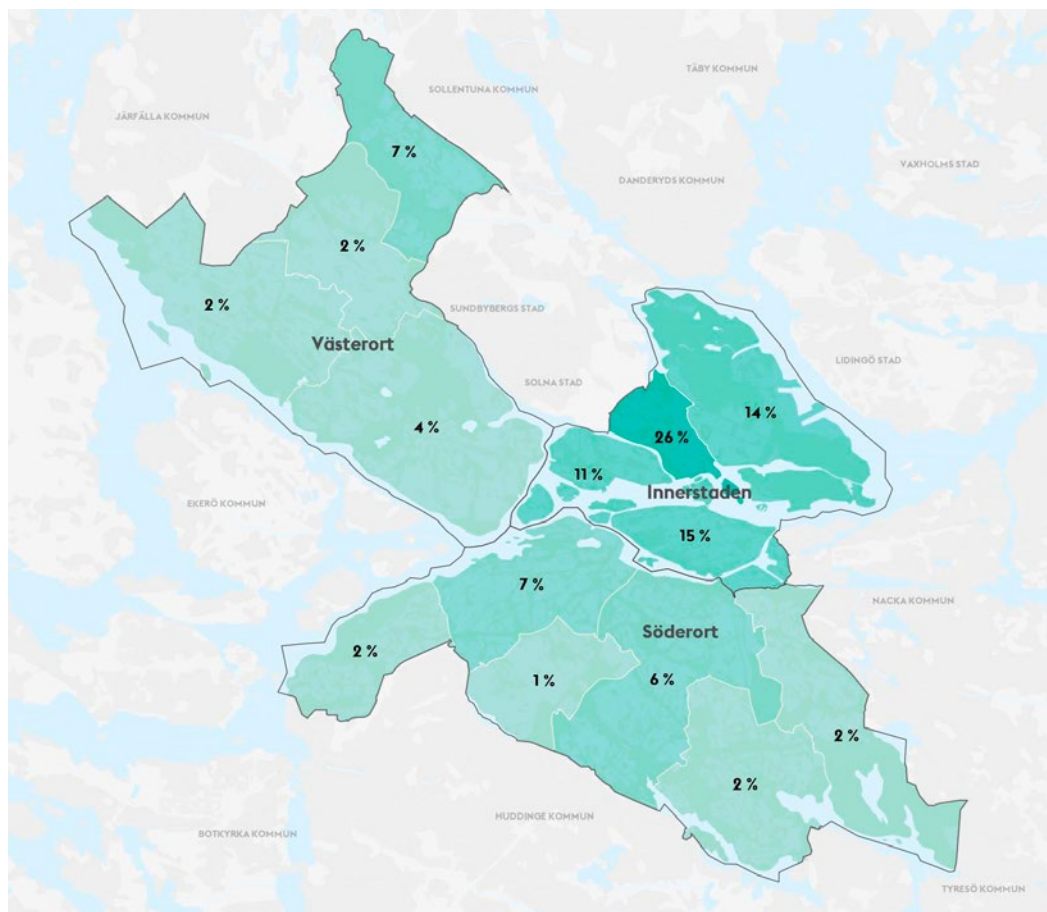 TÄBY KOMMUN
SOLLENTUNA KOMMUN
JÄRFÄLLA KOMMUN
7 %
VAXHOLMS STAD
DANDERYDS KOMMUN
2 %
2 %
SUNDBYBERGS STAD
Västerort
LIDINGÖ STAD
SOLNA STAD
14 %
4 %
26 %
11 %
Innerstaden
EKERÖ KOMMUN
15 %
7 %
NACKA KOMMUN
Söderort
2 %
1 %
6 %
2 %
2 %
HUDDINGE KOMMUN
BOTKYRKA KOMMUN
TYRESÖ KOMMUN